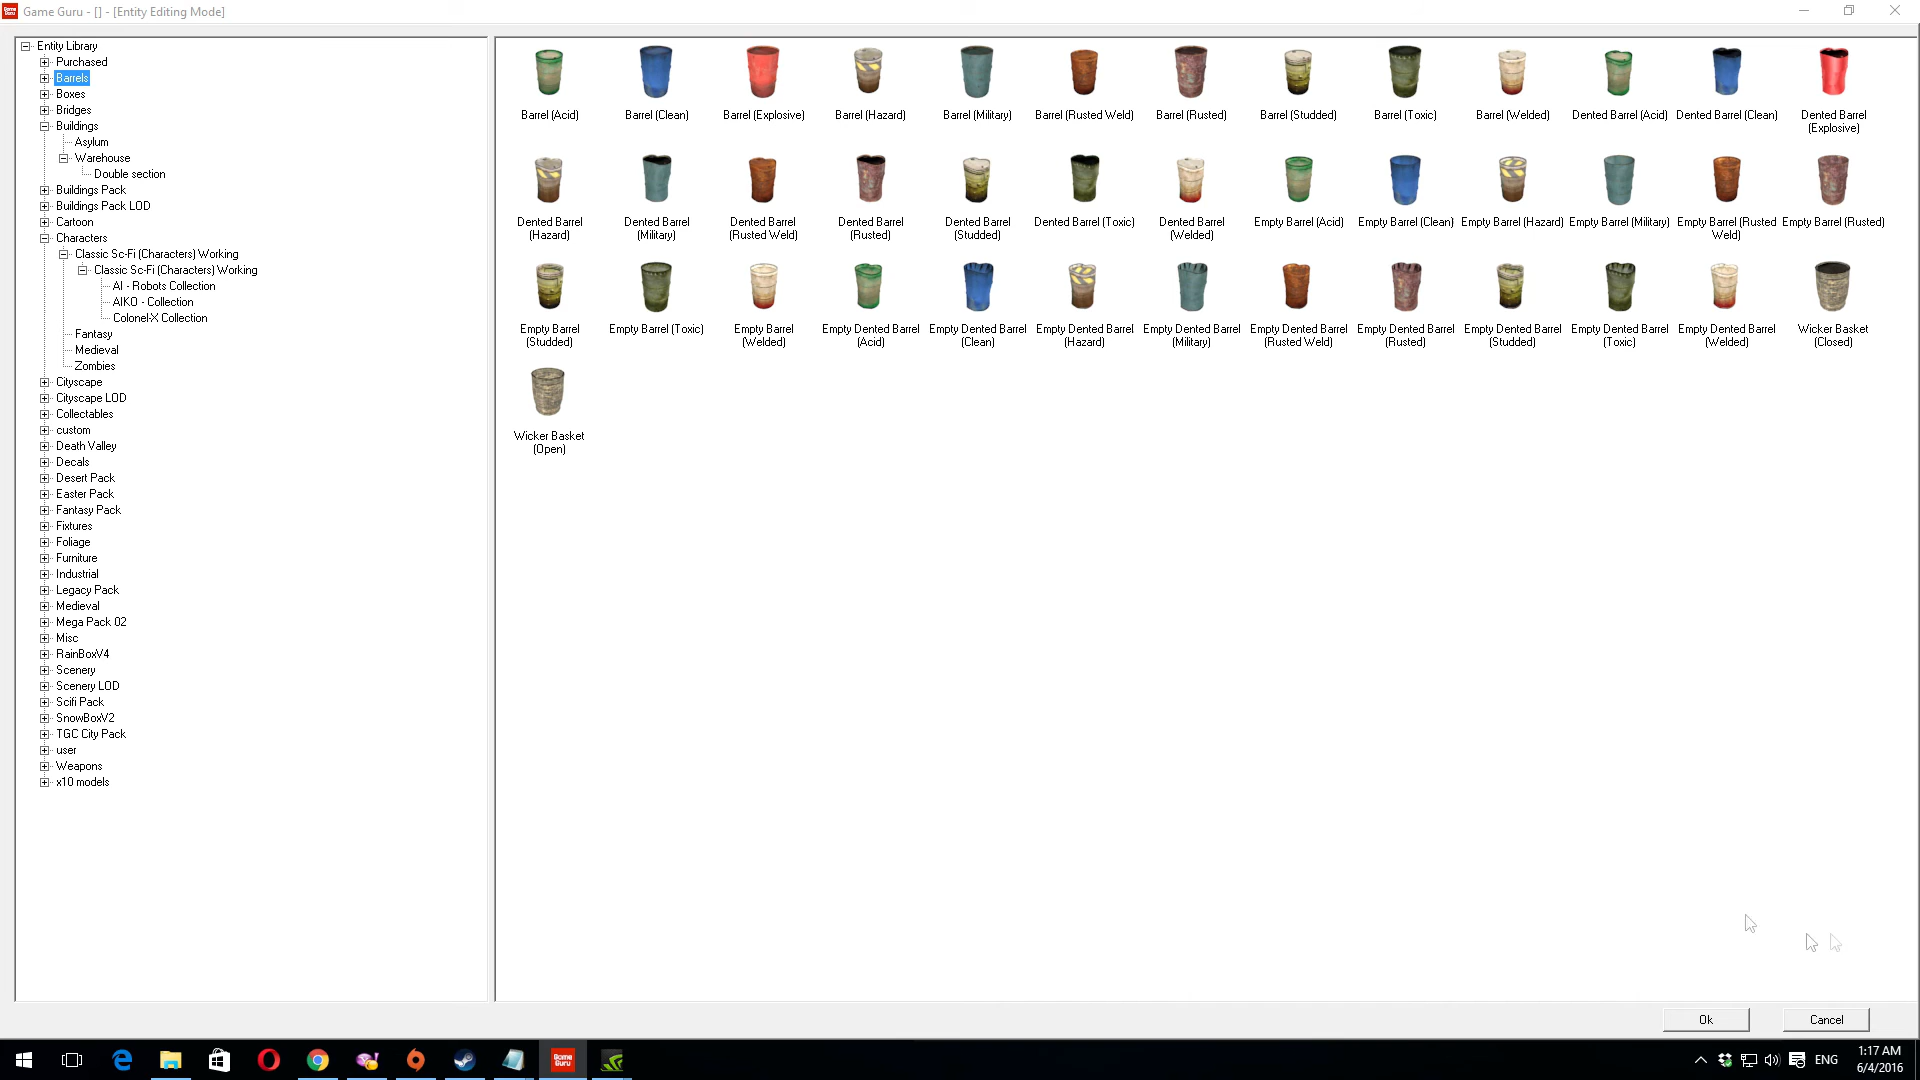 Game Guru - [] - [Entity Editing Mode]
Entity Library
Purchased
Barrels
Boxes
Bridges
Buildings
Asylum
Warehouse
Double section
Buildings Pack
Buildings Pack LOD
Cartoon
Characters
Classic Sc-Fi (Characters) Working
Classic Sc-Fi (Characters) Working
AI - Robots Collection
AIKO - Collection
Colonel-X Collection
Fantasy
Medieval
Zombies
Cityscape
Cityscape LOD
Collectables
custom
Death Valley
Decals
Desert Pack
Easter Pack
Fantasy Pack
Fixtures
Foliage
Furniture
Industrial
Legacy Pack
Medieval
Mega Pack 02
Misc
RainBoxV4
Scenery
Scenery LOD
Scifi Pack
SnowBoxV2
TGC City Pack
user
Weapons
x10 models
Barrel (Acid)
Barrel (Clean)
Barrel (Explosive)
Barrel (Hazard)
Barrel (Military)
Barrel (Rusted Weld)
Barrel (Rusted)
Barrel (Studded)
Barrel (Toxic)
Barrel (Welded)
Dented Barrel (Acid)
Dented Barrel (Clean)
Dented Barrel
(Explosive)
Dented Barrel
(Hazard)
Dented Barrel
(Military)
Dented Barrel
(Rusted Weld)
Dented Barrel
(Rusted)
Dented Barrel
(Studded)
Dented Barrel (Toxic)
Dented Barrel
(Welded)
Empty Barrel (Acid)
Empty Barrel (Clean)
Empty Barrel (Hazard)
Empty Barrel (Military)
Empty Barrel (Rusted
Weld)
Empty Barrel (Rusted)
Empty Barrel
(Studded)
Empty Barrel (Toxic)
Empty Barrel
(Welded)
Empty Dented Barrel
(Acid)
Empty Dented Barrel
(Clean)
Empty Dented Barrel
(Hazard)
Empty Dented Barrel
(Military)
Empty Dented Barrel
(Rusted Weld)
Empty Dented Barrel
(Rusted)
Empty Dented Barrel
(Studded)
Empty Dented Barrel
(Toxic)
Empty Dented Barrel
(Welded)
Wicker Basket
(Closed)
Wicker Basket
(Open)
Ok
Cancel
Game
Guru
ENG
1:17 AM
6/4/2016